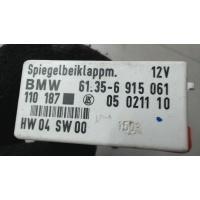 Spiegelbeiklappm. 12V
BMW 61.35-6 915 061
110 187 05 0211 10
HW 04 SW 00